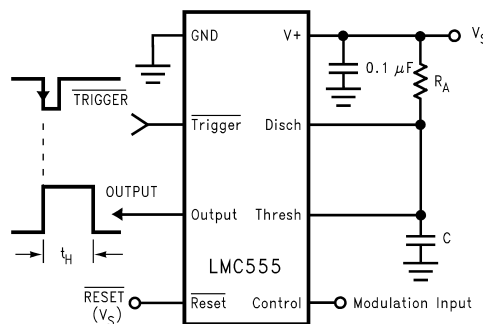 GND
V+
V_S
0.1 µF
R_A
TRIGGER
Trigger
Disch
OUTPUT
Output
Thresh
C
t_H
LMC555
RESET
(V_S)
Reset
Control
Modulation Input